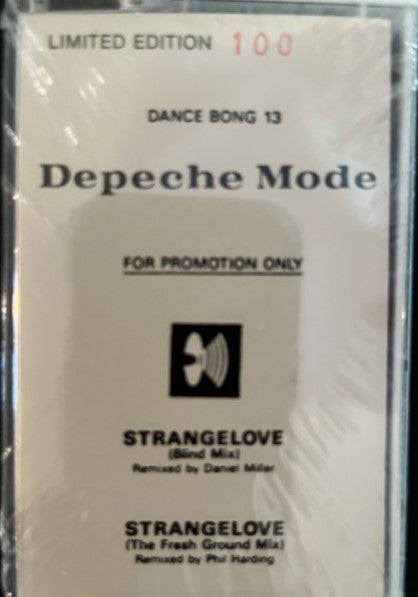 LIMITED EDITION 100
DANCE BONG 13
Depeche Mode
FOR PROMOTION ONLY
STRANGELOVE
(Blind Mix)
Remixed by Daniel Miller
STRANGELOVE
(The Fresh Ground Mix)
Remixed by Phil Harding